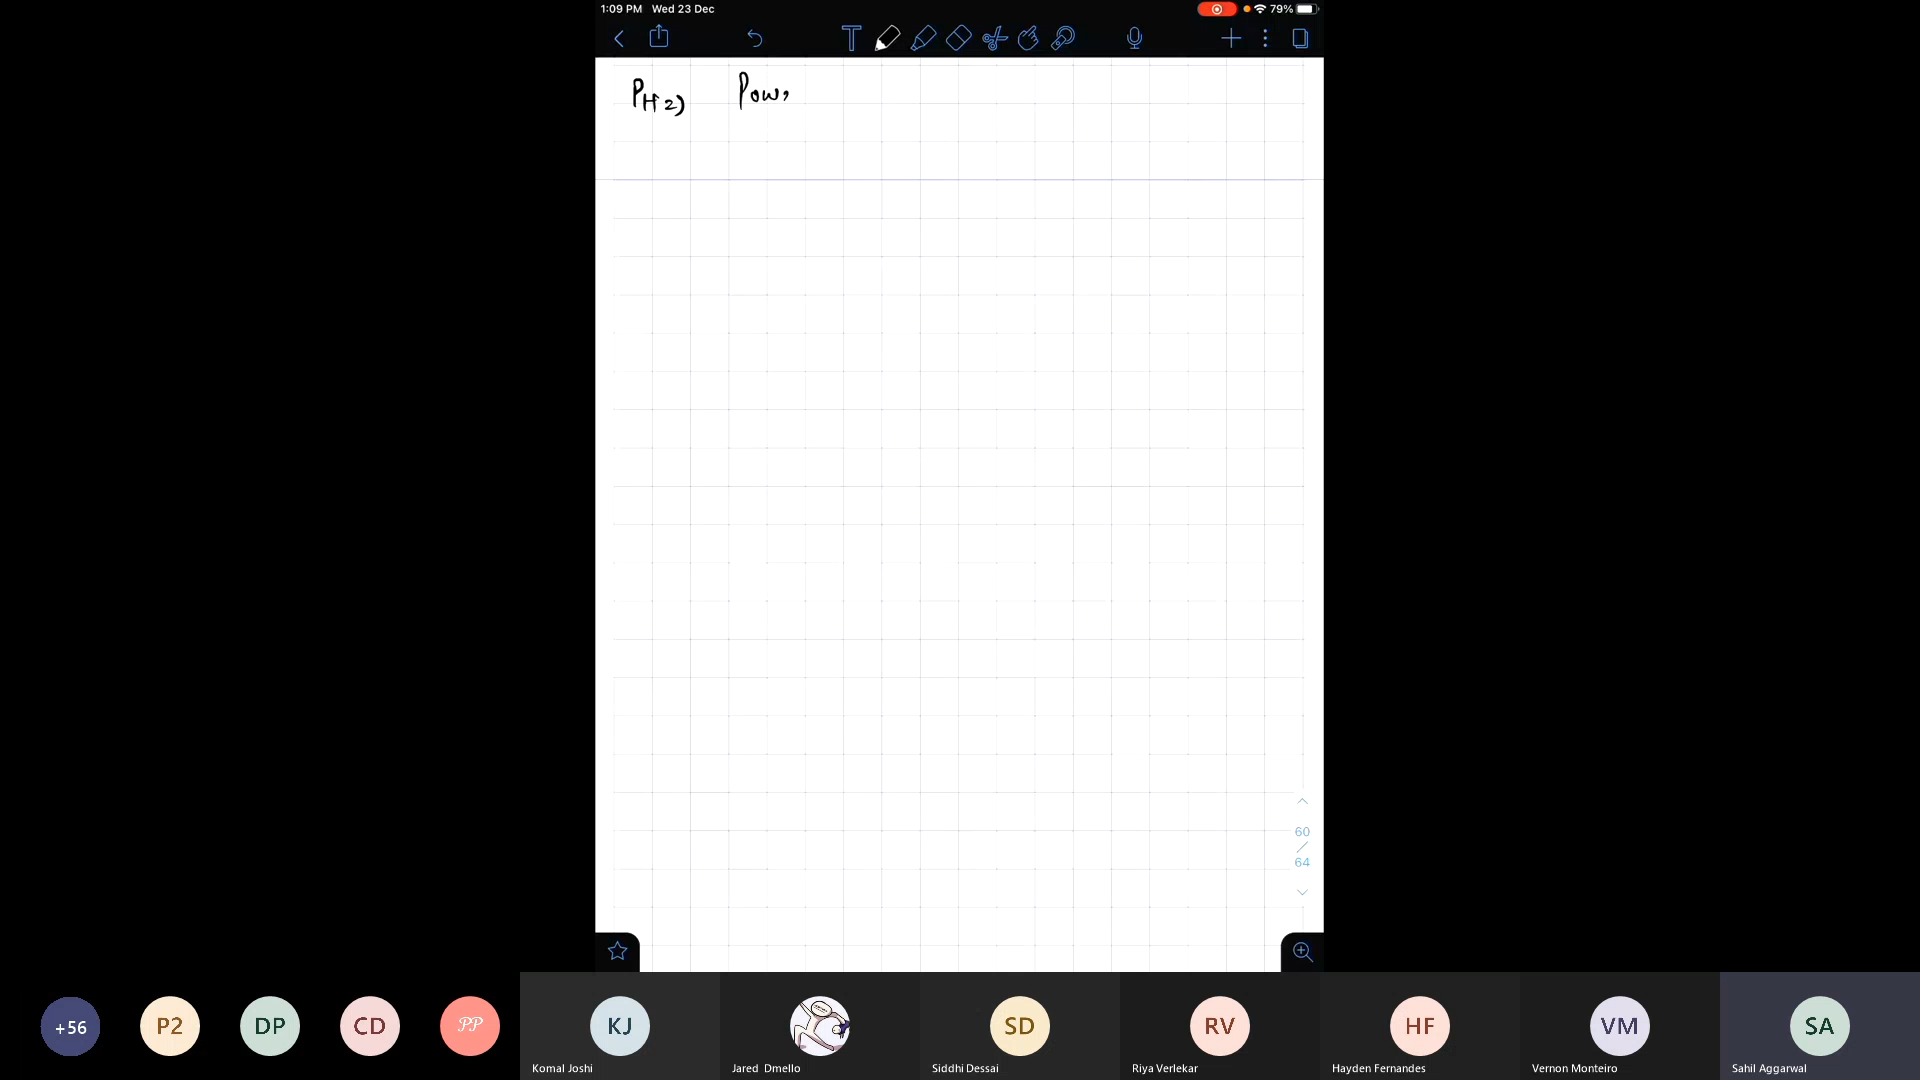 1:09 PM Wed 23 Dec 79%
PH 2) Pow,
60
64
+56 P2 DP CD PP KJ SD RV HF VM SA
Komal Joshi Jared Dmello Siddhi Dessai Riya Verlekar Hayden Fernandes Vernon Monteiro Sahil Aggarwal